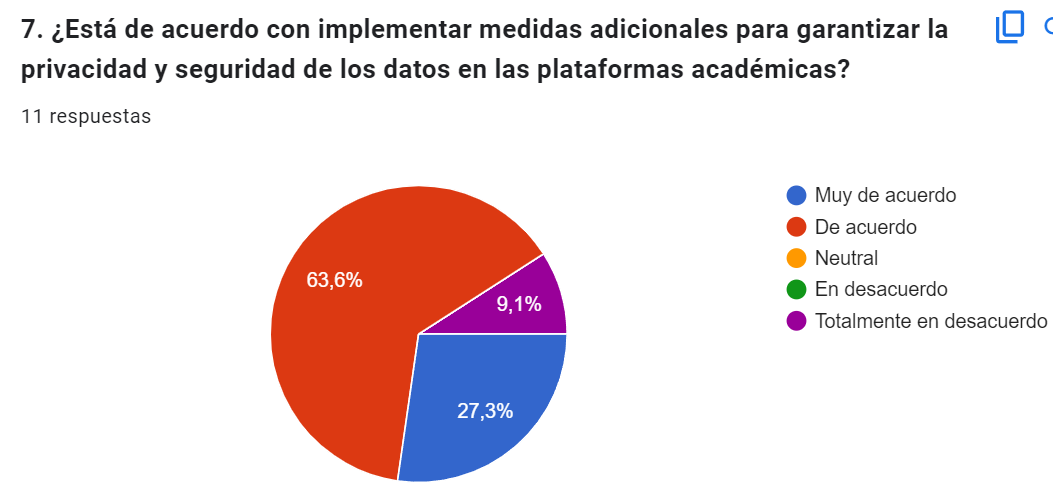 7. ¿Está de acuerdo con implementar medidas adicionales para garantizar la
privacidad y seguridad de los datos en las plataformas académicas?
11 respuestas
Muy de acuerdo
De acuerdo
Neutral
En desacuerdo
Totalmente en desacuerdo
63,6%
9,1%
27,3%